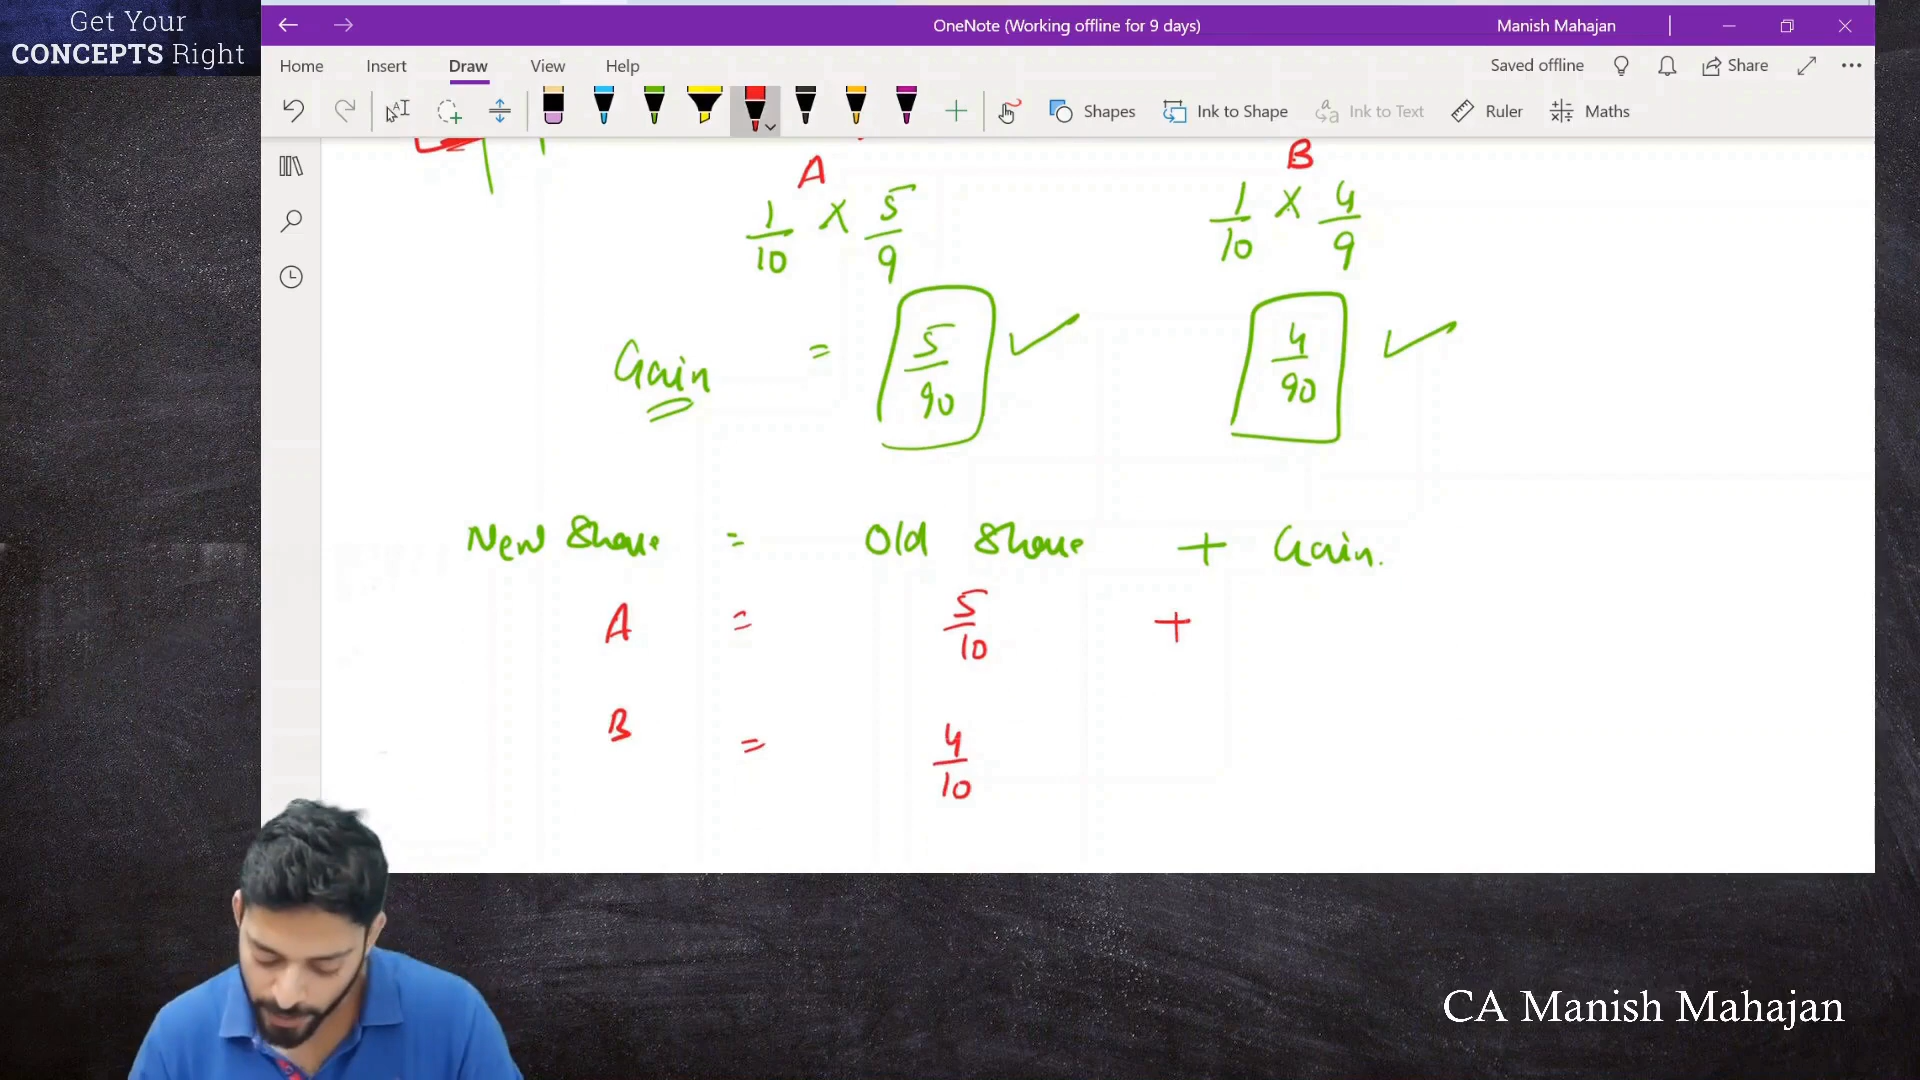 Get Your
CONCEPTS Right
OneNote (Working offline for 9 days)
Manish Mahajan
Home Insert Draw View Help
Saved offline Share
Shapes Ink to Shape Ink to Text Ruler Maths
A B
1/10 × 5/9 1/10 × 4/9
Gain = 5/90 ✓ 4/90 ✓
New Share = Old Share + Gain.
A = 5/10 +
B = 4/10
CA Manish Mahajan